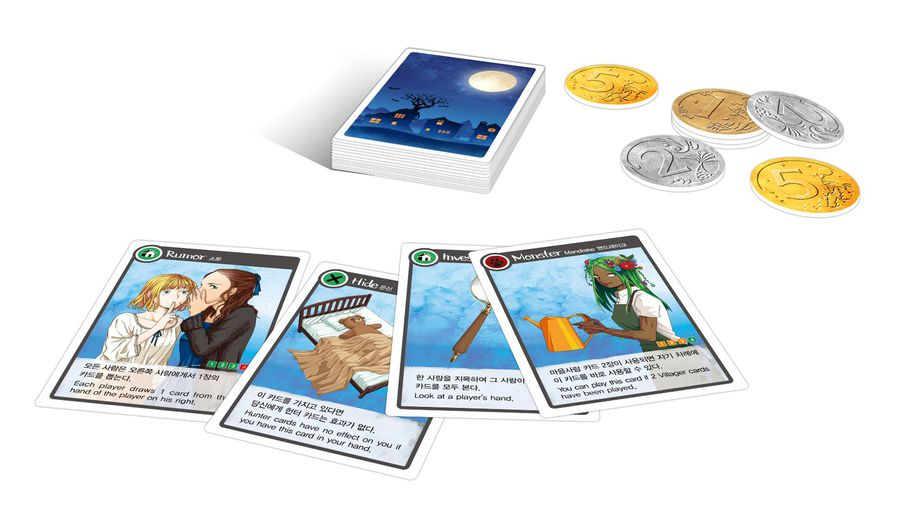 5
1
2
5
Rumor 소문
1 2 3
모든 사람은 오른쪽 사람에게서 1장의
카드를 뽑는다.
Each player draws 1 card from the
hand of the player on his right.
Hide 은신
이 카드를 가지고 있다면
당신에게 헌터 카드는 효과가 없다.
Hunter cards have no effect on you if
you have this card in your hand.
Inves
한 사람을 지목하여 그 사람이
카드를 모두 본다.
Look at a player's hand.
Monster Mandrake 맨드레이크
4
마을사람 카드 2장이 사용되면 자기 차례에
이 카드를 바로 사용할 수 있다.
You can play this card if 2 Villager cards
have been played.